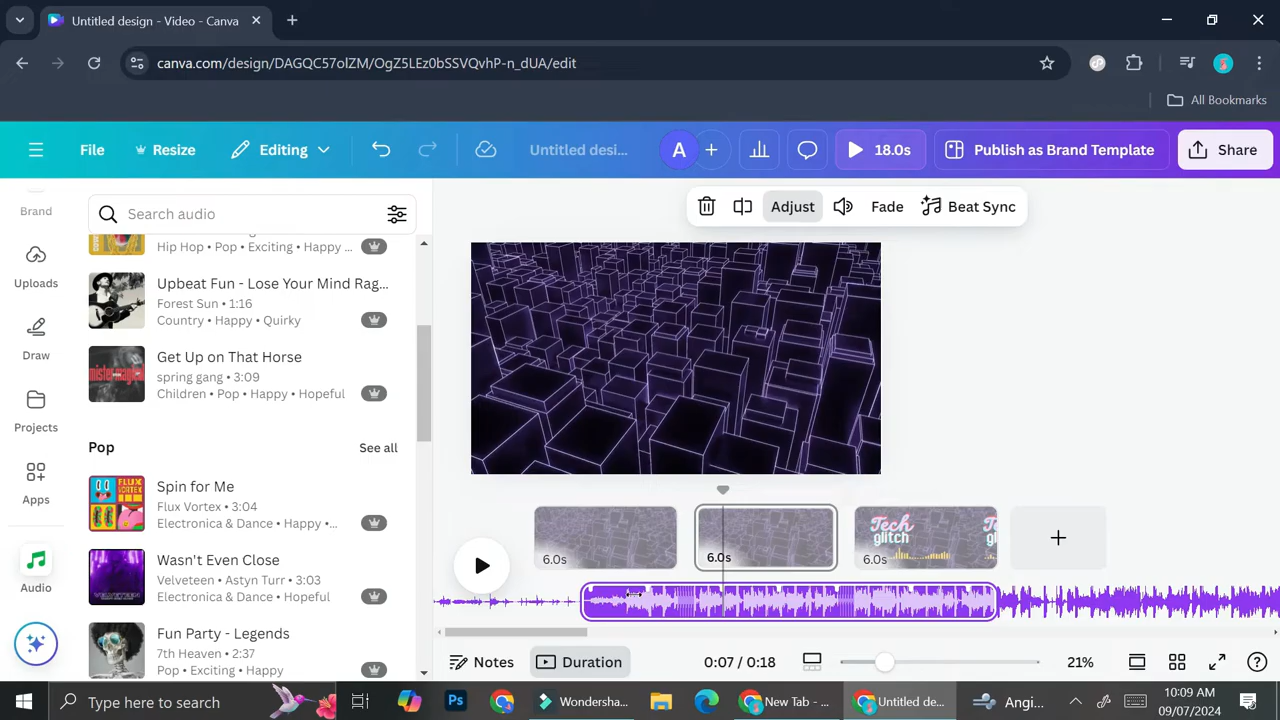 Untitled design - Video - Canva
canva.com/design/DAGQC57olZM/OgZ5LEz0bSSVQvhP-n_dUA/edit
All Bookmarks
File
Resize
Editing
Untitled desi...
A
18.0s
Publish as Brand Template
Share
Brand
Uploads
Draw
Projects
Apps
Audio
Search audio
Hip Hop • Pop • Exciting • Happy ...
Upbeat Fun - Lose Your Mind Rag...
Forest Sun • 1:16
Country • Happy • Quirky
Get Up on That Horse
spring gang • 3:09
Children • Pop • Happy • Hopeful
Pop
See all
Spin for Me
Flux Vortex • 3:04
Electronica & Dance • Happy •...
Wasn't Even Close
Velveteen • Astyn Turr • 3:03
Electronica & Dance • Hopeful
Fun Party - Legends
7th Heaven • 2:37
Pop • Exciting • Happy
Adjust
Fade
Beat Sync
6.0s
6.0s
Tech
glitch
6.0s
Notes
Duration
0:07 / 0:18
21%
Type here to search
Ps
Wondersha...
New Tab - ...
Untitled de...
Angi...
10:09 AM
09/07/2024